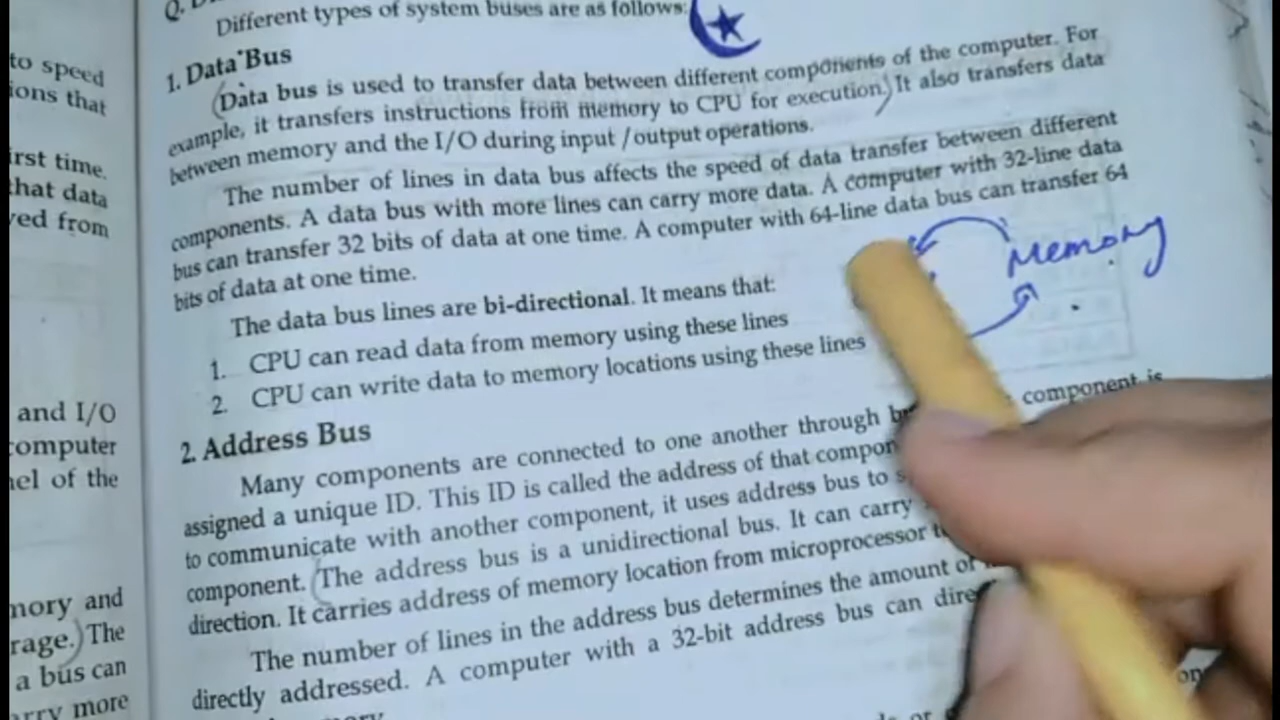 Different types of system buses are as follows:
1. Data Bus
(Data bus is used to transfer data between different components of the computer. For
example, it transfers instructions from memory to CPU for execution.) It also transfers data
between memory and the I/O during input /output operations.
The number of lines in data bus affects the speed of data transfer between different
components. A data bus with more lines can carry more data. A computer with 32-line data
bus can transfer 32 bits of data at one time. A computer with 64-line data bus can transfer 64
bits of data at one time.
Memory
The data bus lines are bi-directional. It means that:
1. CPU can read data from memory using these lines
2. CPU can write data to memory locations using these lines
2. Address Bus
Many components are connected to one another through component is
assigned a unique ID. This ID is called the address of that
to communicate with another component, it uses address bus to
component. (The address bus is a unidirectional bus. It can carry
direction. It carries address of memory location from microprocessor
The number of lines in the address bus determines the amount of
directly addressed. A computer with a 32-bit address bus can
to speed
ions that
irst time.
that data
ved from
and I/O
computer
nel of the
mory and
rage.) The
a bus can
arry more